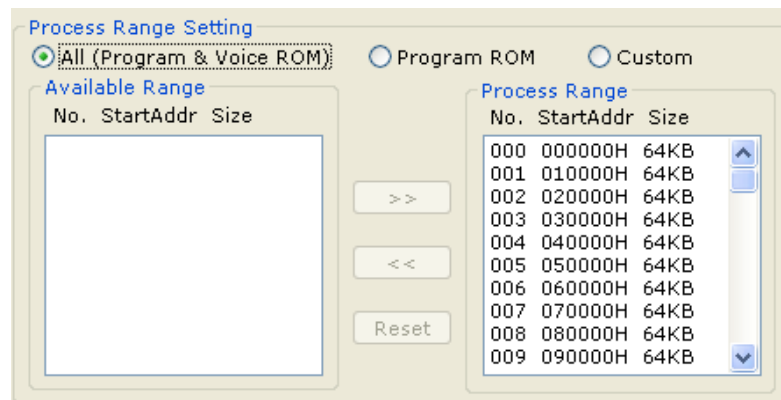 Process Range Setting
All (Program & Voice ROM) Program ROM Custom
Available Range
No. StartAddr Size
>>
<<
Reset
Process Range
No. StartAddr Size
000 000000H 64KB
001 010000H 64KB
002 020000H 64KB
003 030000H 64KB
004 040000H 64KB
005 050000H 64KB
006 060000H 64KB
007 070000H 64KB
008 080000H 64KB
009 090000H 64KB